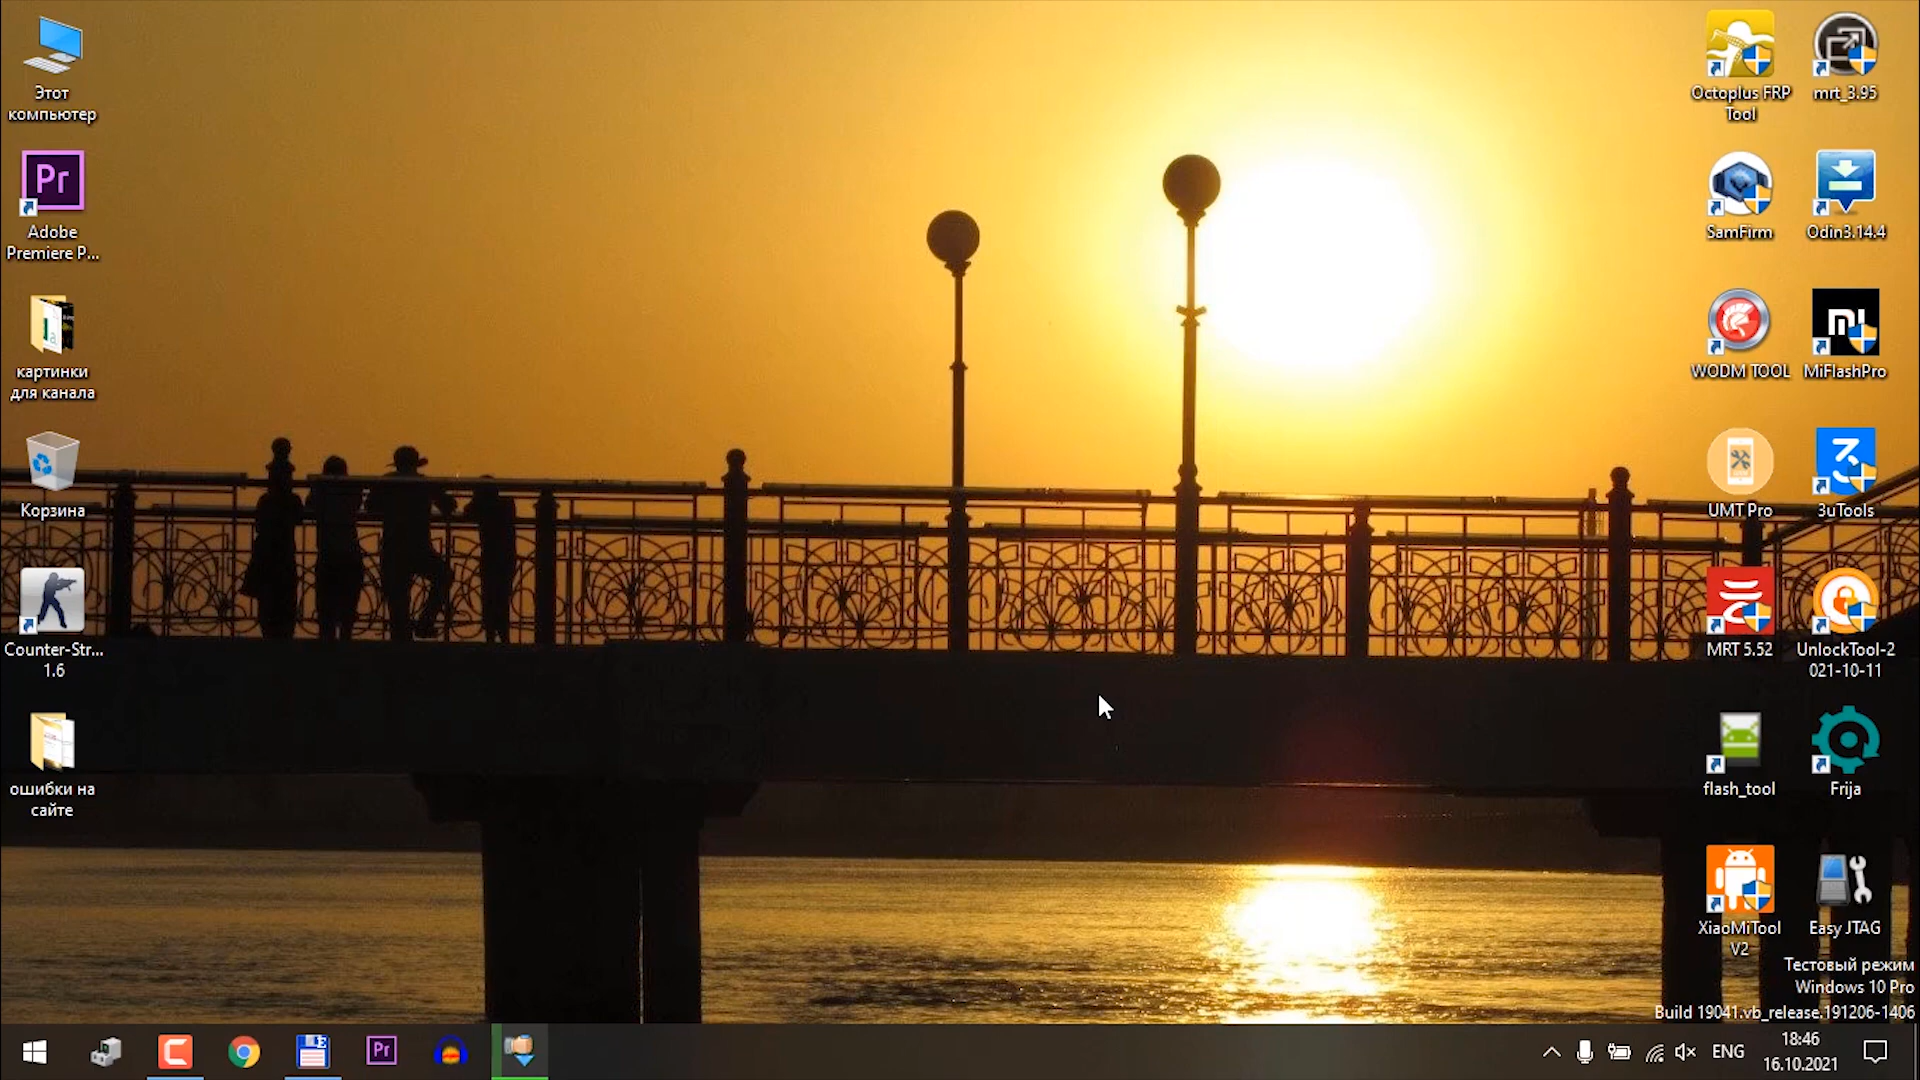 Этот
компьютер
Pr
Adobe
Premiere P...
картинки
для канала
Корзина
Counter-Str...
1.6
ошибки на
сайте
Octoplus FRP
Tool
mrt_3.95
SamFirm
Odin3.14.4
WODM TOOL
MiFlashPro
UMT Pro
3uTools
MRT 5.52
UnlockTool-2
021-10-11
flash_tool
Frija
XiaoMiTool
V2
Easy JTAG
Тестовый режим
Windows 10 Pro
Build 19041.vb_release.191206-1406
Pr
ENG
18:46
16.10.2021